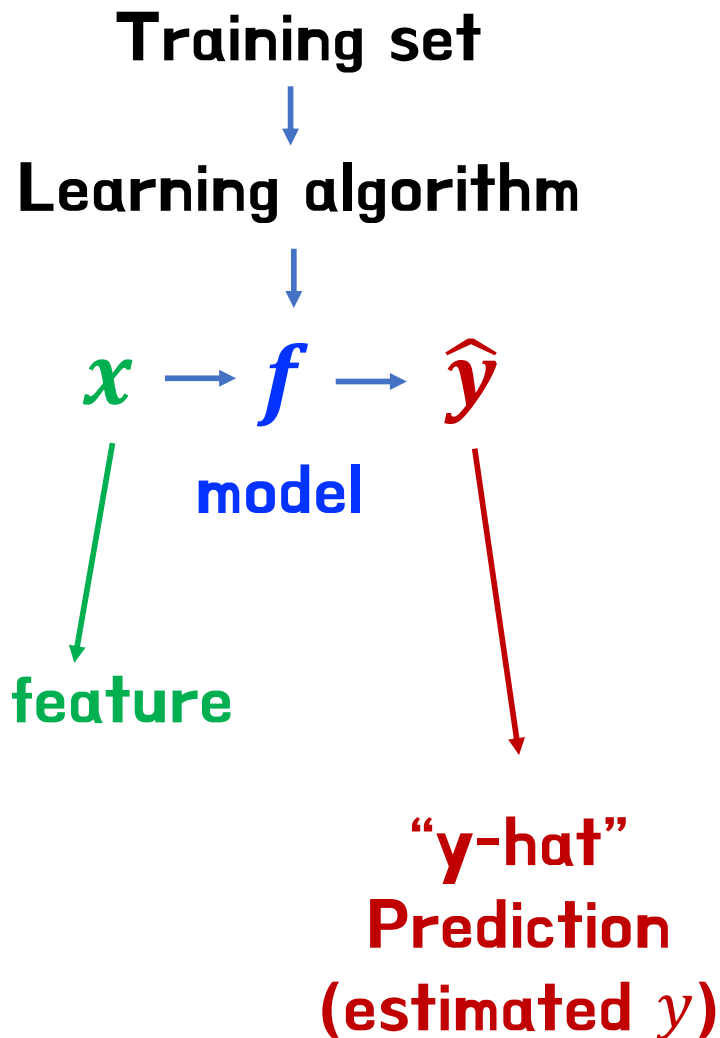 Training set
Learning algorithm
x f ŷ
model
feature
“y-hat”
Prediction
(estimated y)